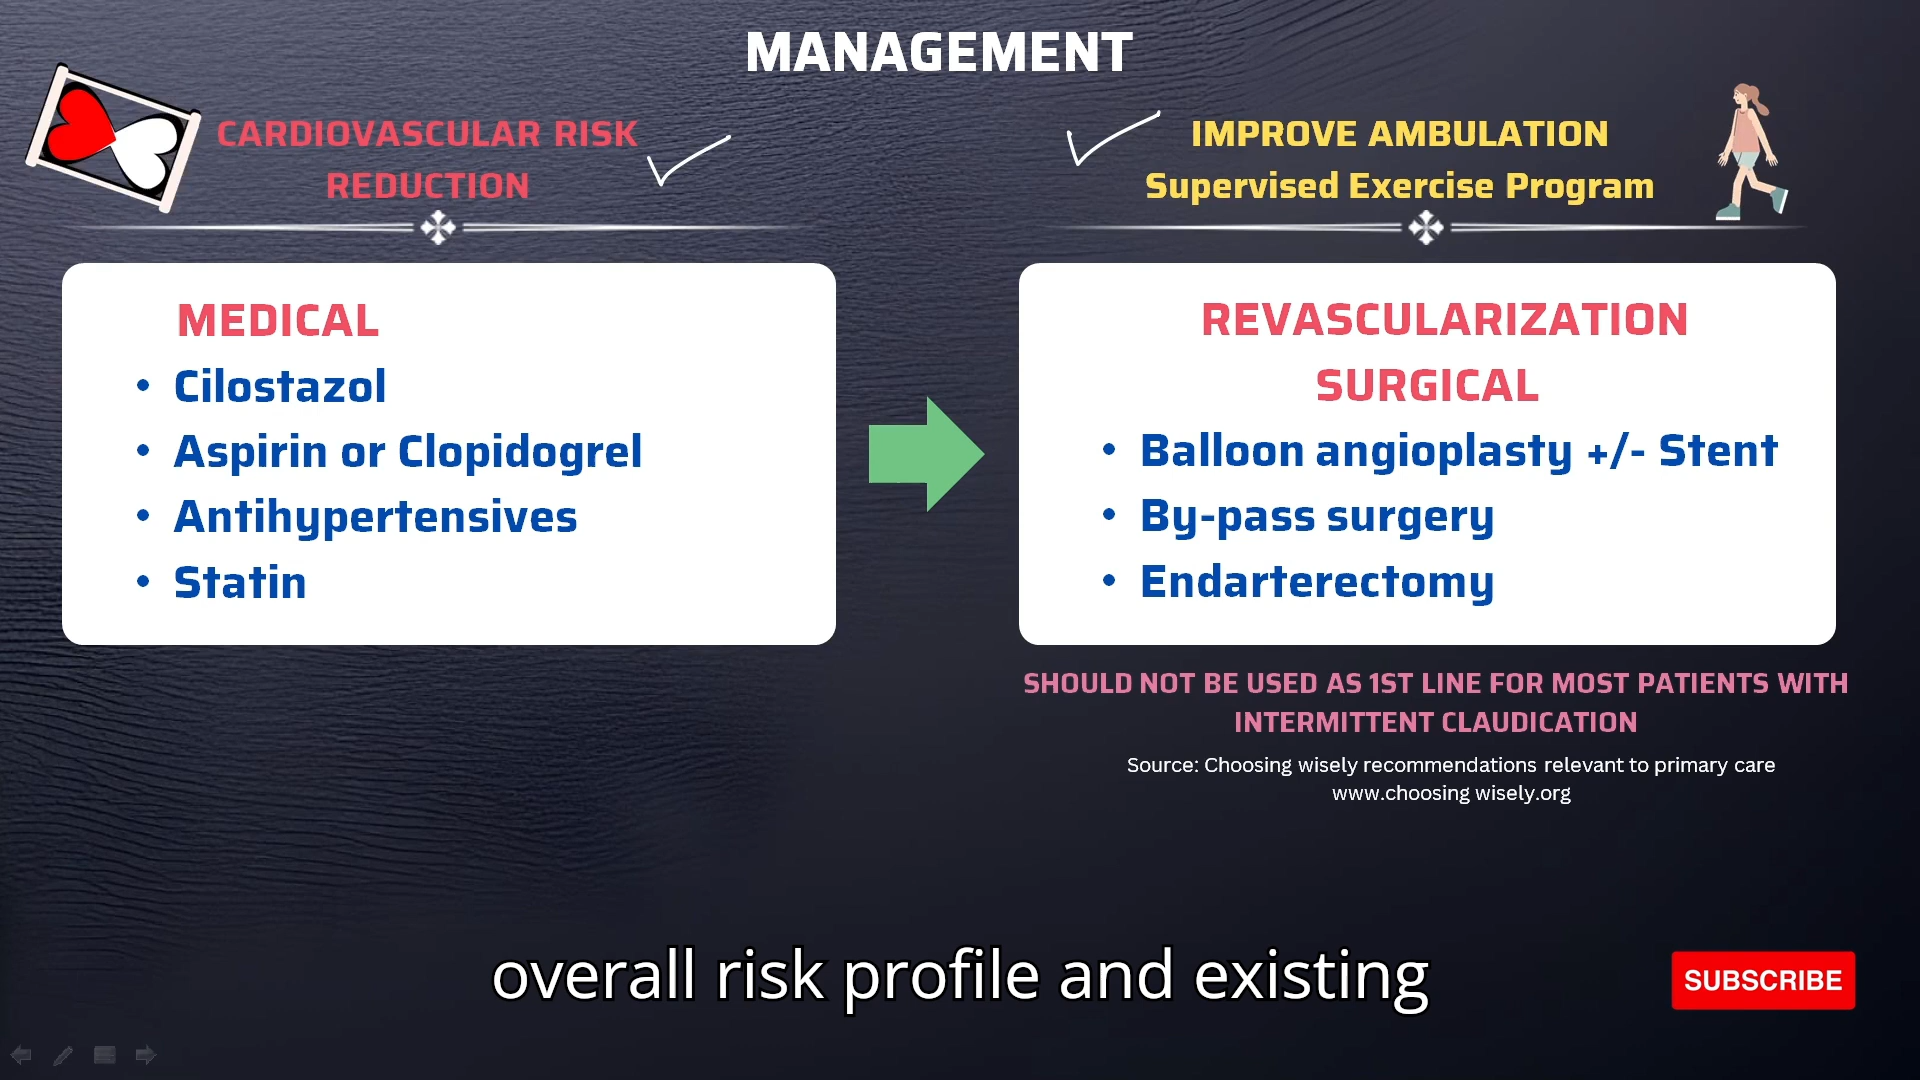 MANAGEMENT
CARDIOVASCULAR RISK
REDUCTION
IMPROVE AMBULATION
Supervised Exercise Program
MEDICAL
• Cilostazol
• Aspirin or Clopidogrel
• Antihypertensives
• Statin
REVASCULARIZATION
SURGICAL
• Balloon angioplasty +/- Stent
• By-pass surgery
• Endarterectomy
SHOULD NOT BE USED AS 1ST LINE FOR MOST PATIENTS WITH
INTERMITTENT CLAUDICATION
Source: Choosing wisely recommendations relevant to primary care
www.choosing wisely.org
overall risk profile and existing
SUBSCRIBE